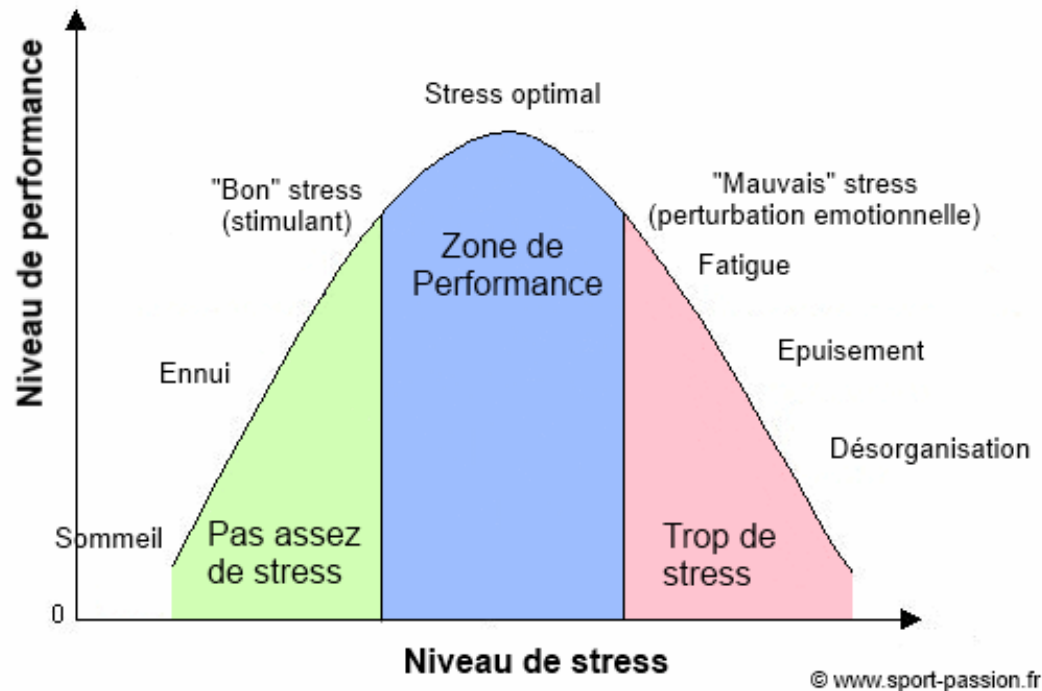 Niveau de performance
Stress optimal
"Bon" stress
(stimulant)
"Mauvais" stress
(perturbation emotionnelle)
Zone de
Performance
Fatigue
Ennui
Epuisement
Désorganisation
Sommeil
Pas assez
de stress
Trop de
stress
0
Niveau de stress
© www.sport-passion.fr